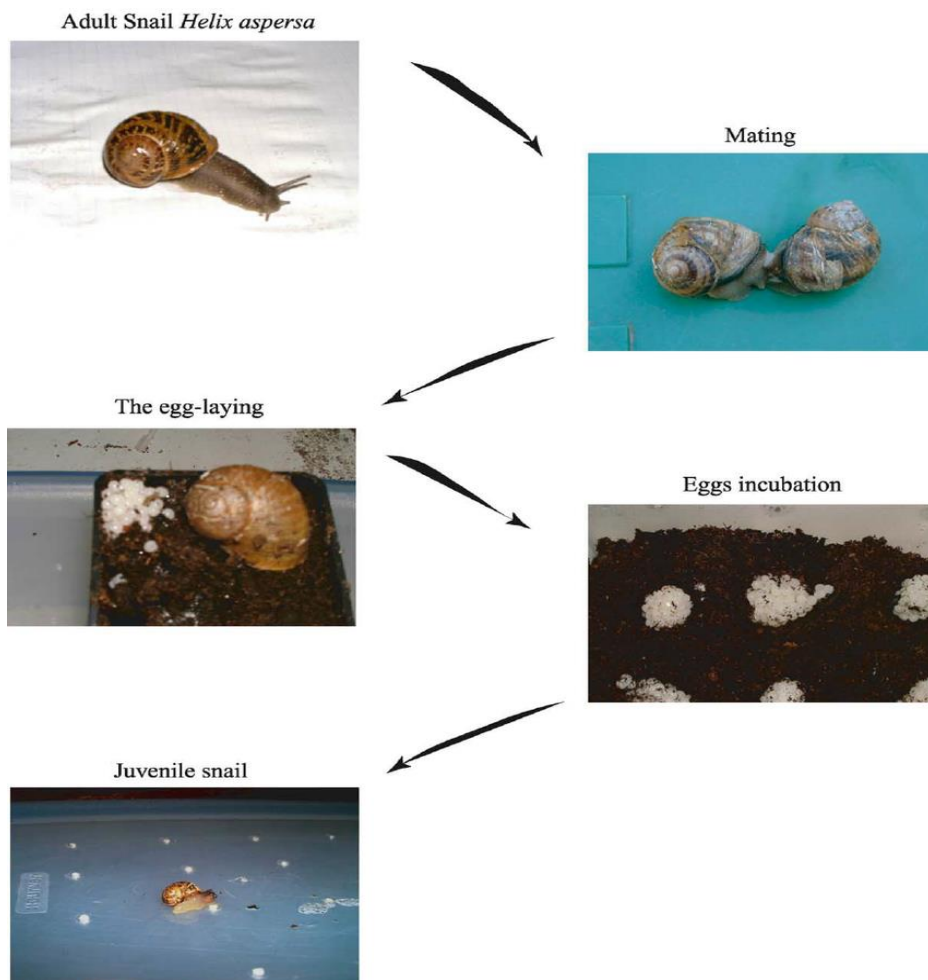 Adult Snail Helix aspersa
Mating
The egg-laying
Eggs incubation
Juvenile snail